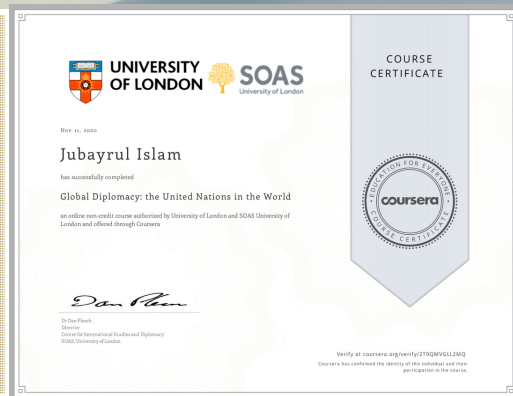 UNIVERSITY
OF LONDON
SOAS
University of London
COURSE
CERTIFICATE
Nov 11, 2020
Jubayrul Islam
has successfully completed
Global Diplomacy: the United Nations in the World
an online non-credit course authorized by University of London and SOAS University of
London and offered through Coursera
EDUCATION FOR EVERYONE
coursera
COURSE CERTIFICATE
Dan Plesch
Dr Dan Plesch
Director
Centre for International Studies and Diplomacy
SOAS, University of London
Verify at coursera.org/verify/2T9QMVGLL2MQ
Coursera has confirmed the identity of this individual and their
participation in the course.